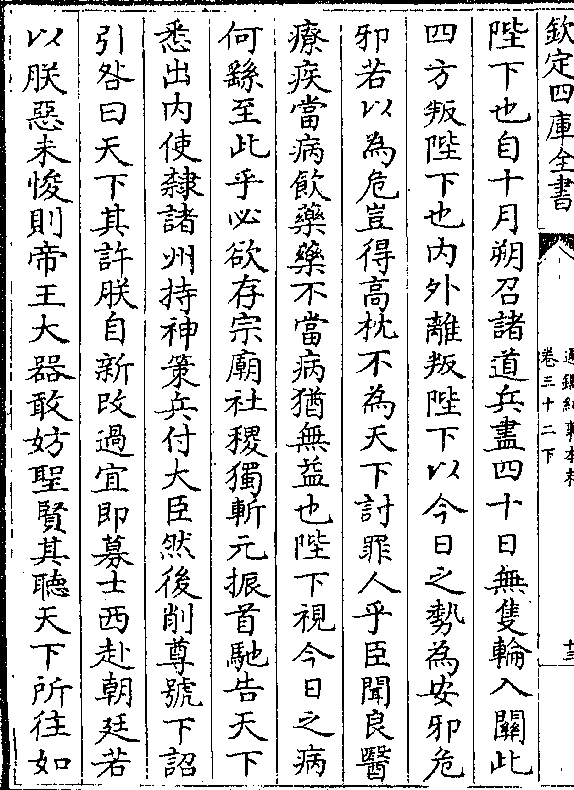 欽定四庫全書
通鑑紀事本末
卷三十二下
十三
陛下也自十月朔召諸道兵盡四十日無隻輪入關此
四方叛陛下也内外離叛陛下以今日之勢為安邪危
邪若以為危豈得高枕不為天下討罪人乎臣聞良醫
療疾當病飲藥藥不當病猶無益也陛下視今日之病
何繇至此乎必欲存宗廟社稷獨斬元振首馳告天下
悉出内使隸諸州持神策兵付大臣然後削尊號下詔
引咎曰天下其許朕自新改過宜即募士西赴朝廷若
以朕惡未悛則帝王大器敢妨聖賢其聽天下所往如